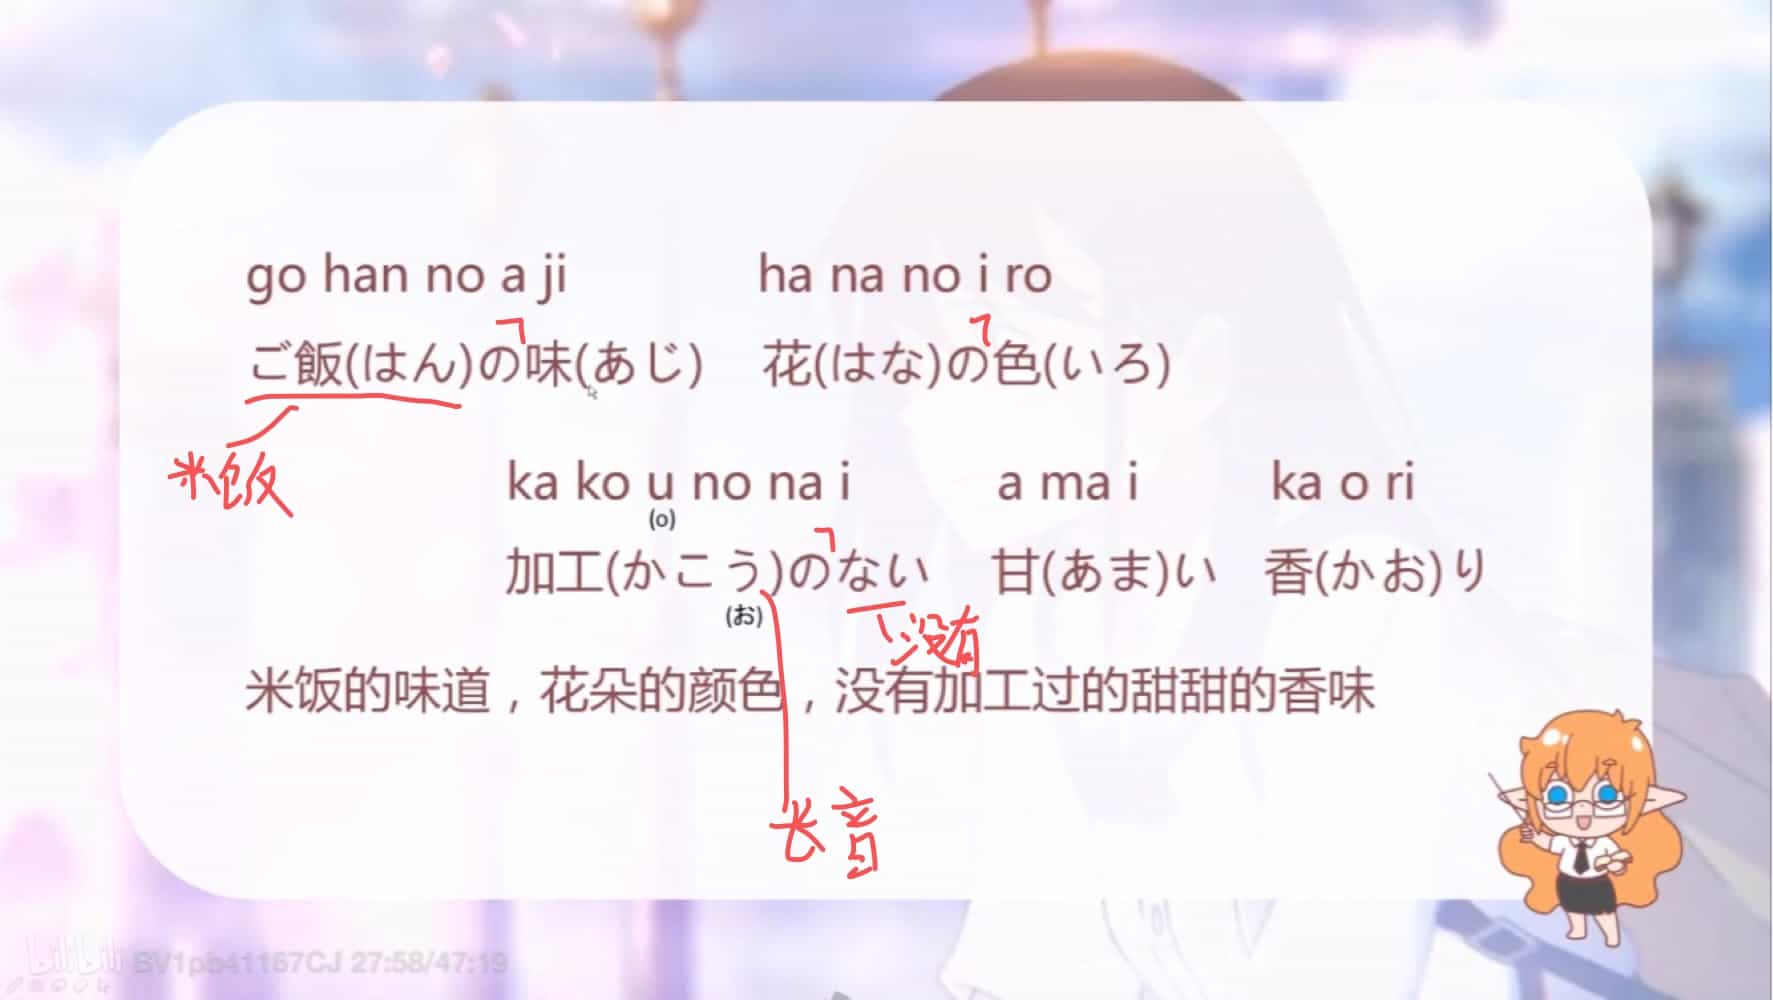 go han no a ji ha na no i ro
ご飯(はん)の味(あじ) 花(はな)の色(いろ)
米饭
ka ko u no na i a ma i ka o ri
(o)
加工(かこう)のない 甘(あま)い 香(かお)り
(お)
没有
米饭的味道，花朵的颜色，没有加工过的甜甜的香味
长音
bilibili BV1pb41167CJ 27:58/47:19